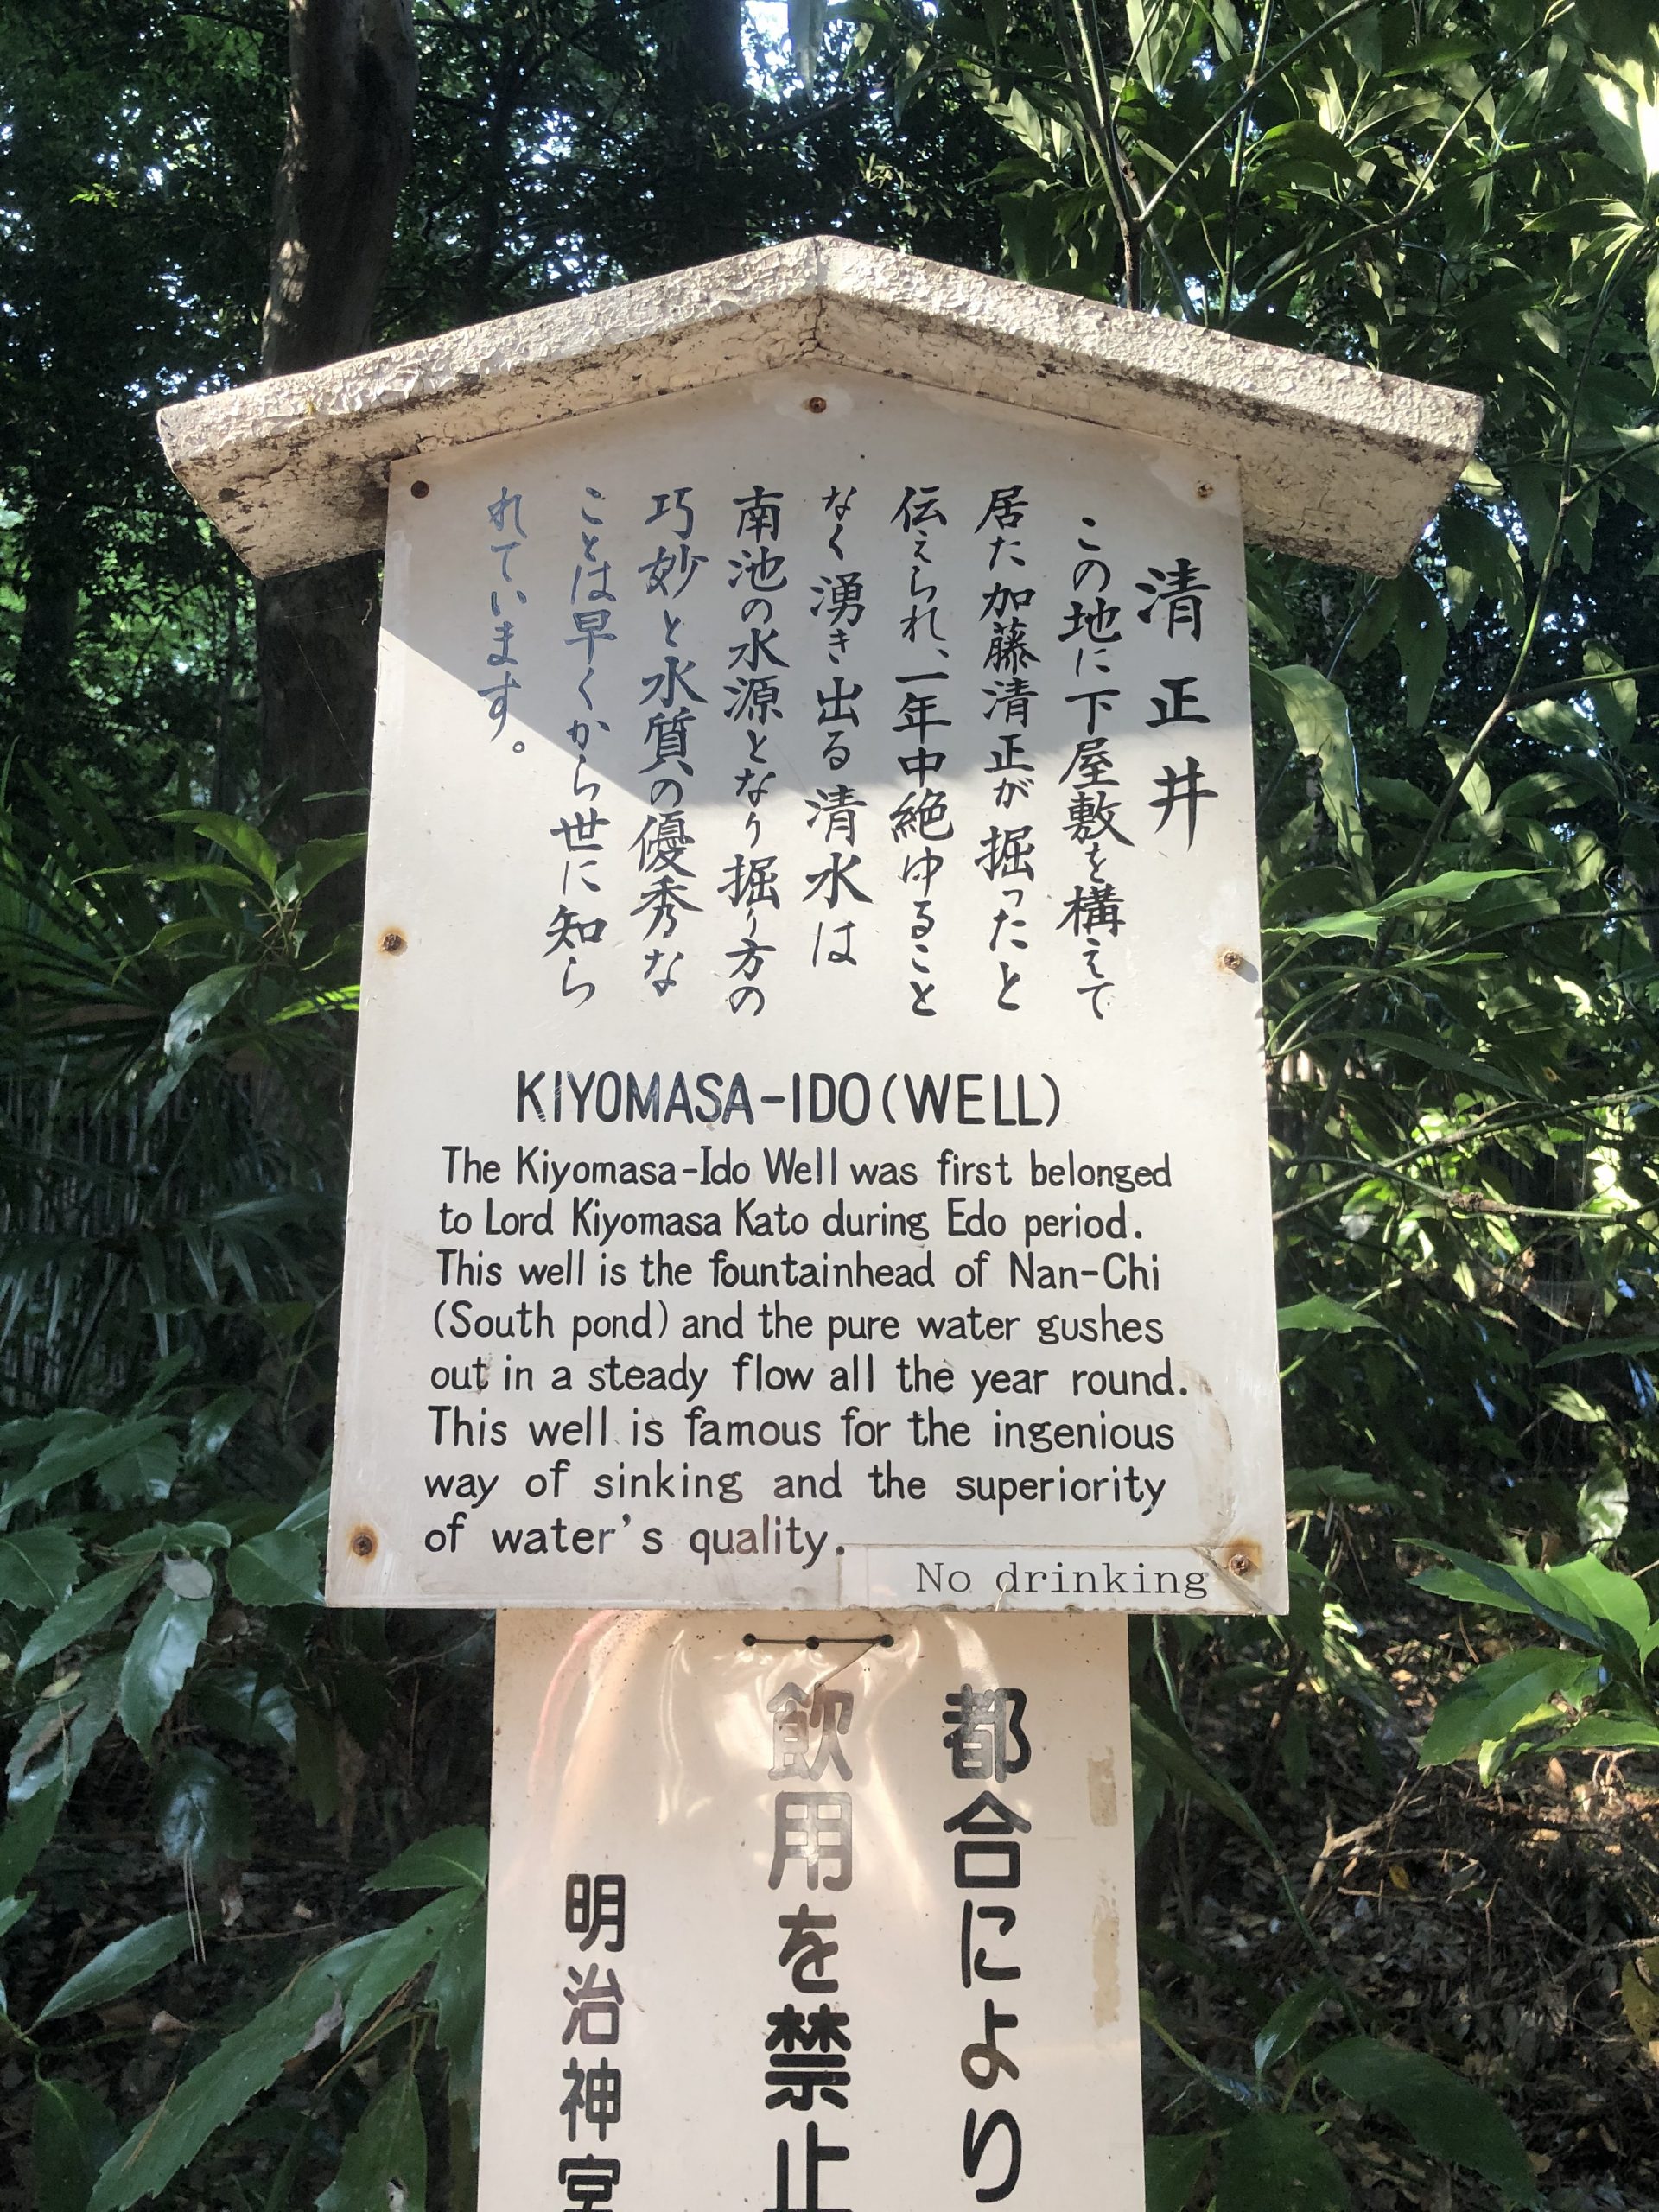 清正井
この地に下屋敷を構えて
居た加藤清正が掘ったと
伝えられ、一年中絶ゆること
なく湧き出る清水は
南池の水源となり掘り方の
巧妙と水質の優秀な
ことは早くから世に知ら
れています。
KIYOMASA-IDO(WELL)
The Kiyomasa-Ido Well was first belonged
to Lord Kiyomasa Kato during Edo period.
This well is the fountainhead of Nan-Chi
(South pond) and the pure water gushes
out in a steady flow all the year round.
This well is famous for the ingenious
way of sinking and the superiority
of water's quality.
No drinking
都合により
飲用を禁止
明治神宮